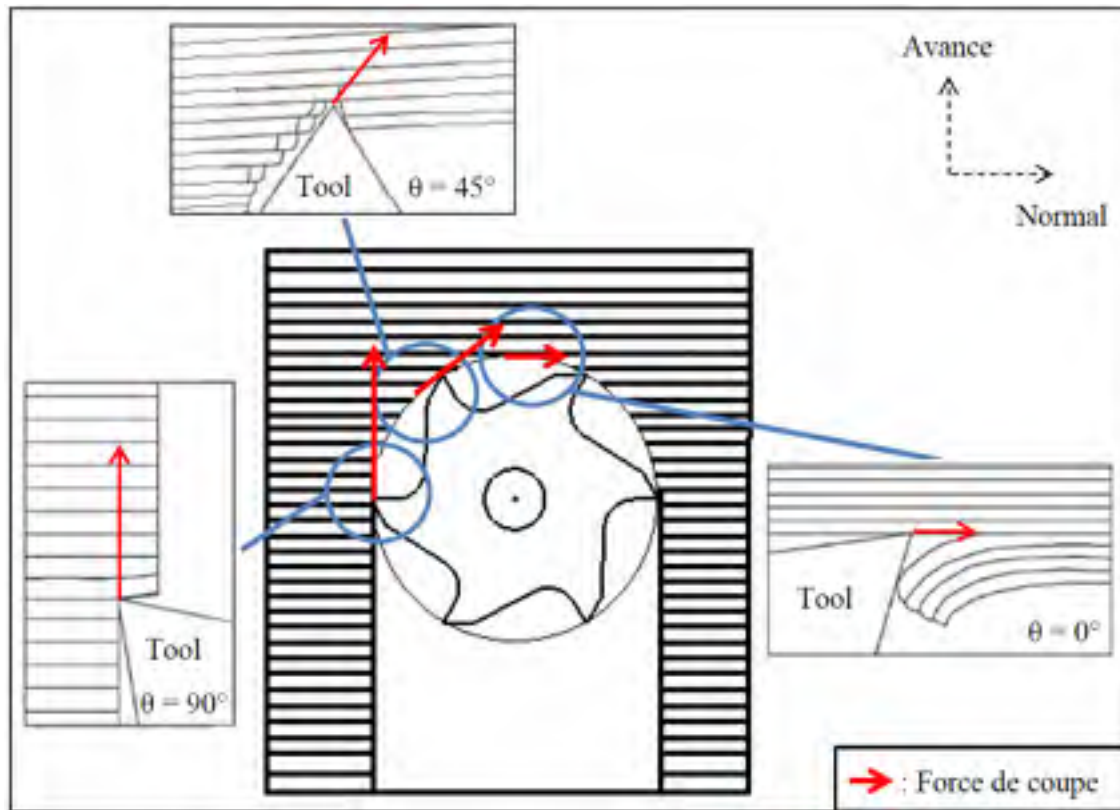 Avance
Normal
Tool
θ = 45°
Tool
θ = 90°
Tool
θ = 0°
: Force de coupe